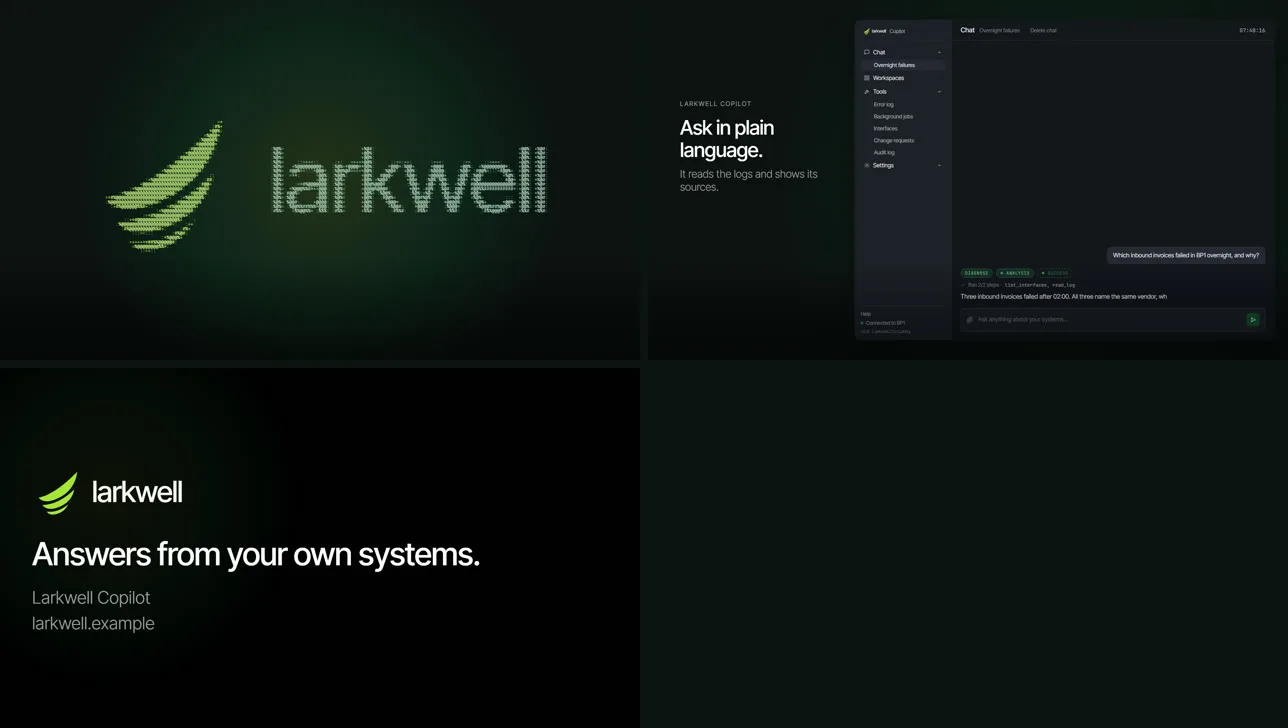 larkwell
LARKWELL COPILOT
Ask in plain
language.
It reads the logs and shows its
sources.
larkwell Copilot
Chat
Overnight failures
Workspaces
Tools
Error log
Background jobs
Interfaces
Change requests
Audit log
Settings
Help
Connected to BP1
Chat Overnight failures Delete chat
07:48:16
Which inbound invoices failed in BP1 overnight, and why?
DIAGNOSE ANALYSIS SUCCESS
Ran 2/2 steps · list_interfaces, read_log
Three inbound invoices failed after 02:00. All three name the same vendor, wh
Ask anything about your systems...
larkwell
Answers from your own systems.
Larkwell Copilot
larkwell.example